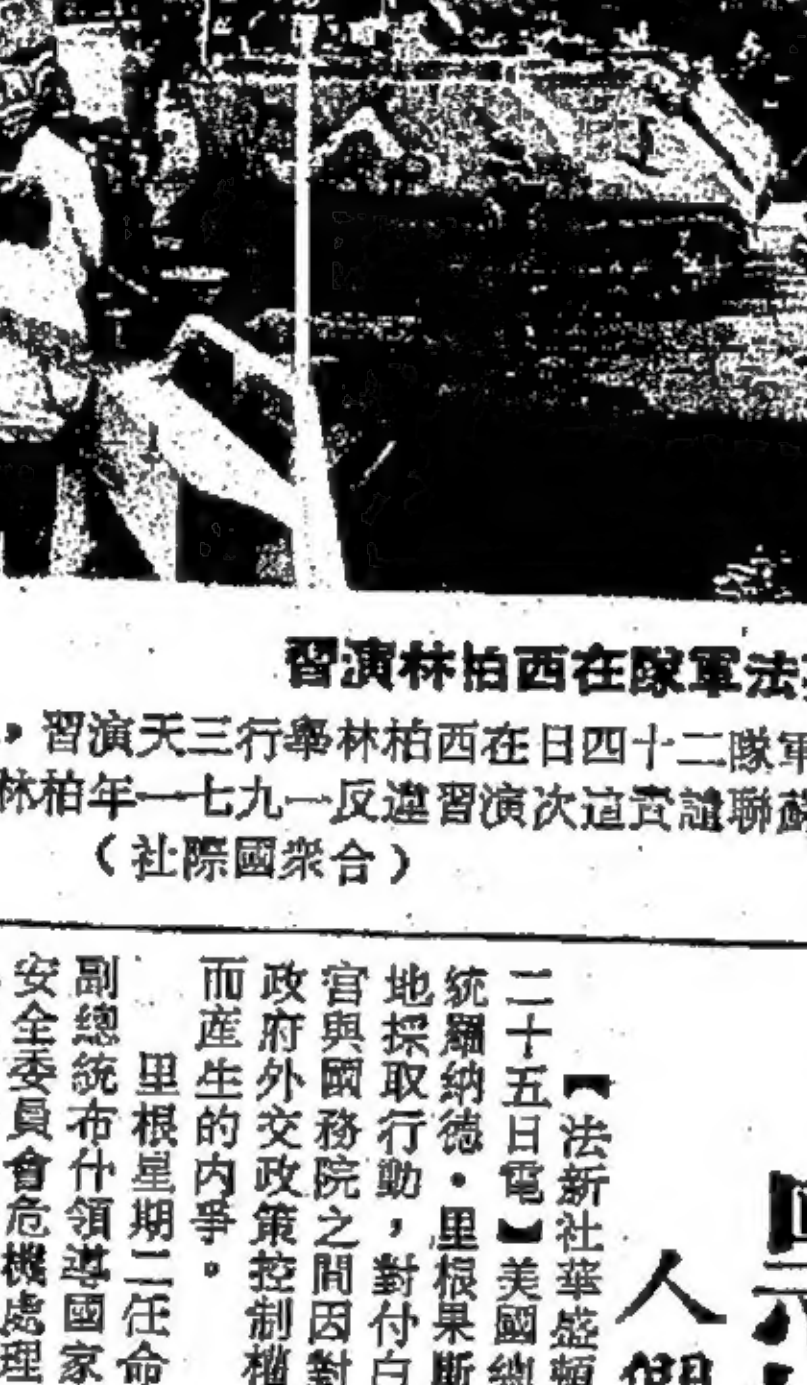 法軍隊在西柏林演習
軍隊二十四日在西柏林舉行三天演習，
蘇聯譴責這次演習違反一九七一年柏林
（合衆國際社）
人們
【法新社華盛頓
二十五日電】美國總
統羅納德・里根果斷
地採取行動，對付白
宮與國務院之間因對
政府外交政策控制權
而産生的内爭。
里根星期二任命
副總統布什領導國家
安全委員會危機處理